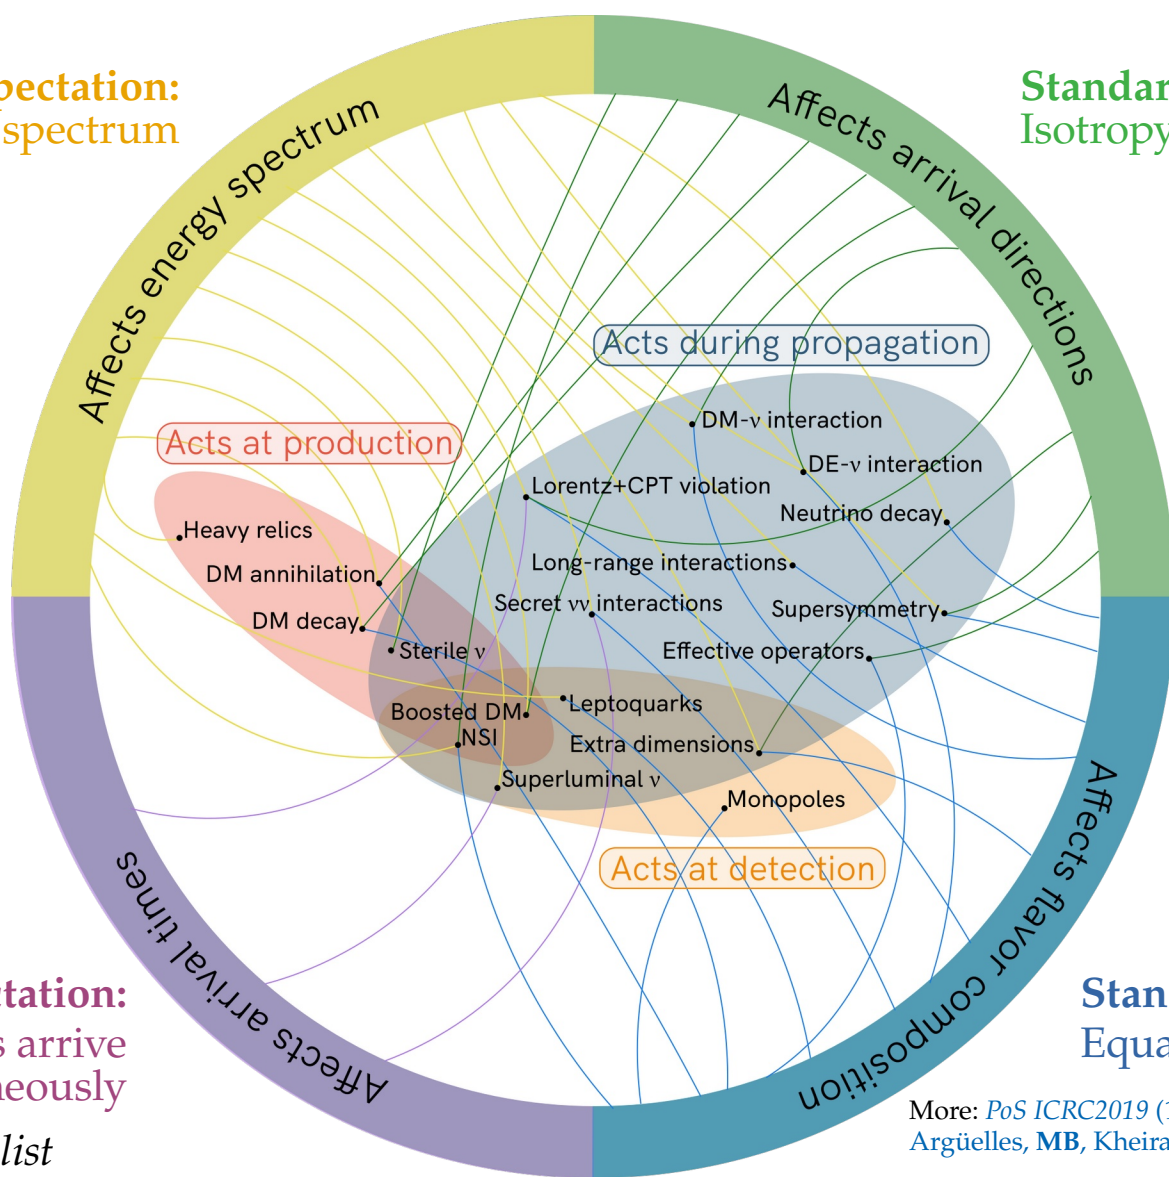 pectation:
spectrum
Standar
Isotropy
Affects energy spectrum
Affects arrival directions
Acts during propagation
Acts at production
DM-ν interaction
DE-ν interaction
Lorentz+CPT violation
Neutrino decay
Heavy relics
Long-range interactions
DM annihilation
Secret νν interactions
Supersymmetry
DM decay
Sterile ν
Effective operators
Leptoquarks
Boosted DM
NSI
Extra dimensions
Superluminal ν
Monopoles
Acts at detection
Affects arrival times
Affects flavor composition
ctation:
s arrive
neously
list
Stan
Equa
More: PoS ICRC2019 (1
Argüelles, MB, Kheira